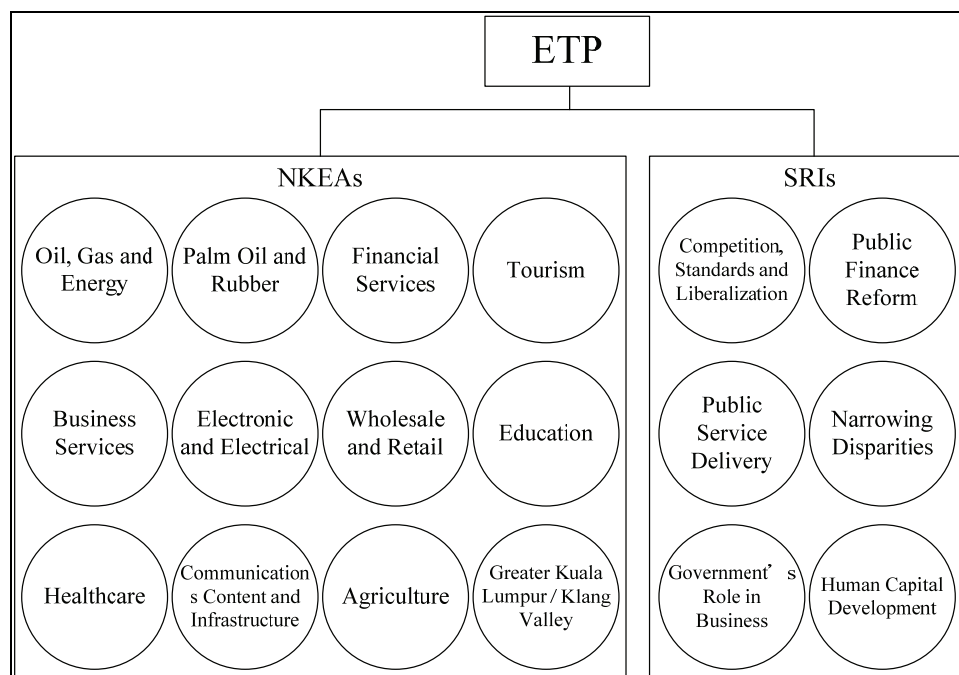 ETP
NKEAs
Oil, Gas and
Energy
Palm Oil and
Rubber
Financial
Services
Tourism
Business
Services
Electronic
and Electrical
Wholesale
and Retail
Education
Healthcare
Communication
s Content and
Infrastructure
Agriculture
Greater Kuala
Lumpur / Klang
Valley
SRIs
Competition,
Standards and
Liberalization
Public
Finance
Reform
Public
Service
Delivery
Narrowing
Disparities
Government’s
Role in
Business
Human Capital
Development